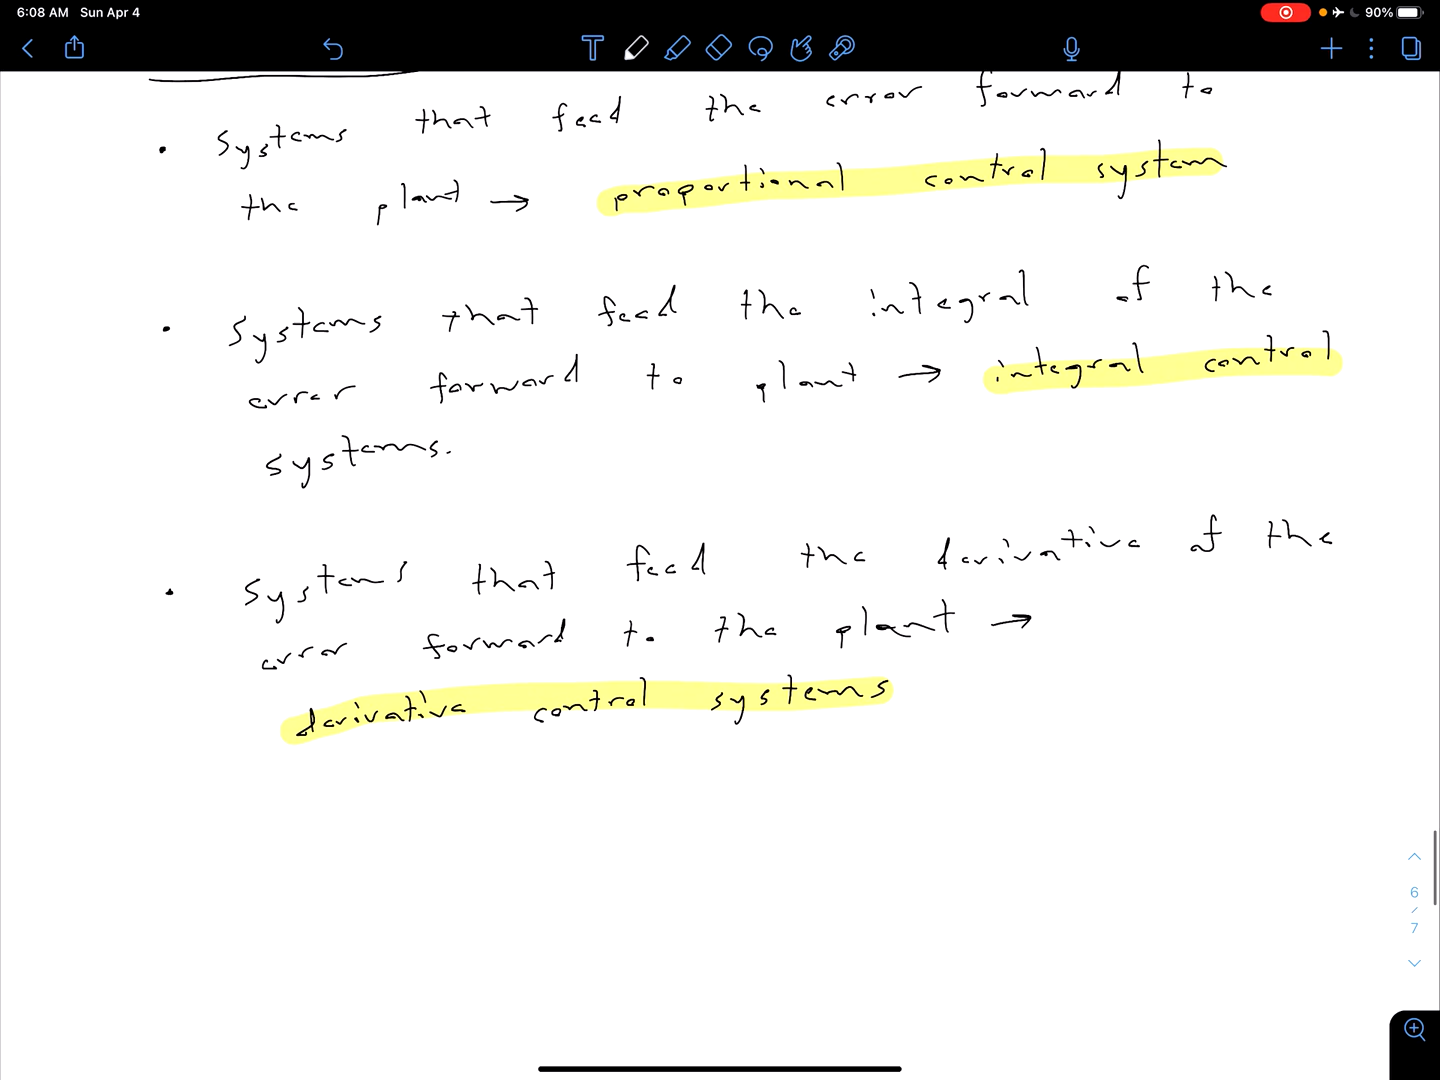 6:08 AM Sun Apr 4
90%
• Systems that feed the error forward to
the plant → proportional control system
• Systems that feed the integral of the
error forward to plant → integral control
systems.
• Systems that feed the derivative of the
error forward to the plant →
derivative control systems
6
/
7